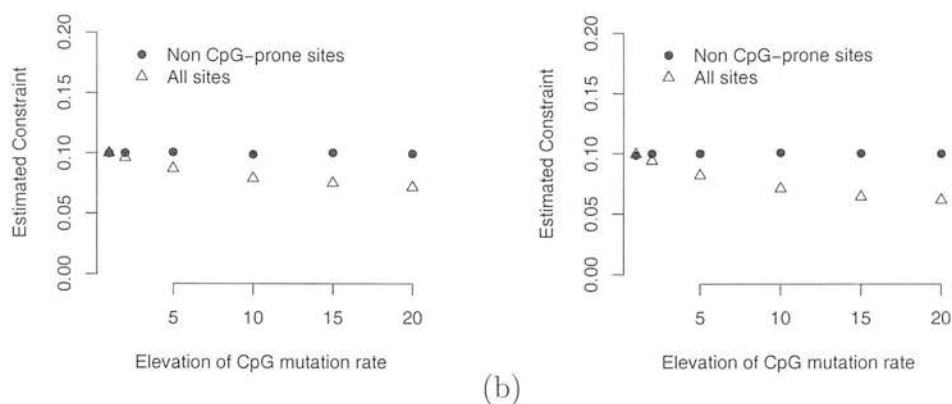 0.20
0.15
0.10
0.05
0.00
Estimated Constraint
Non CpG-prone sites
All sites
5
10
15
20
Elevation of CpG mutation rate
0.20
0.15
0.10
0.05
0.00
Estimated Constraint
Non CpG-prone sites
All sites
5
10
15
20
Elevation of CpG mutation rate
(b)